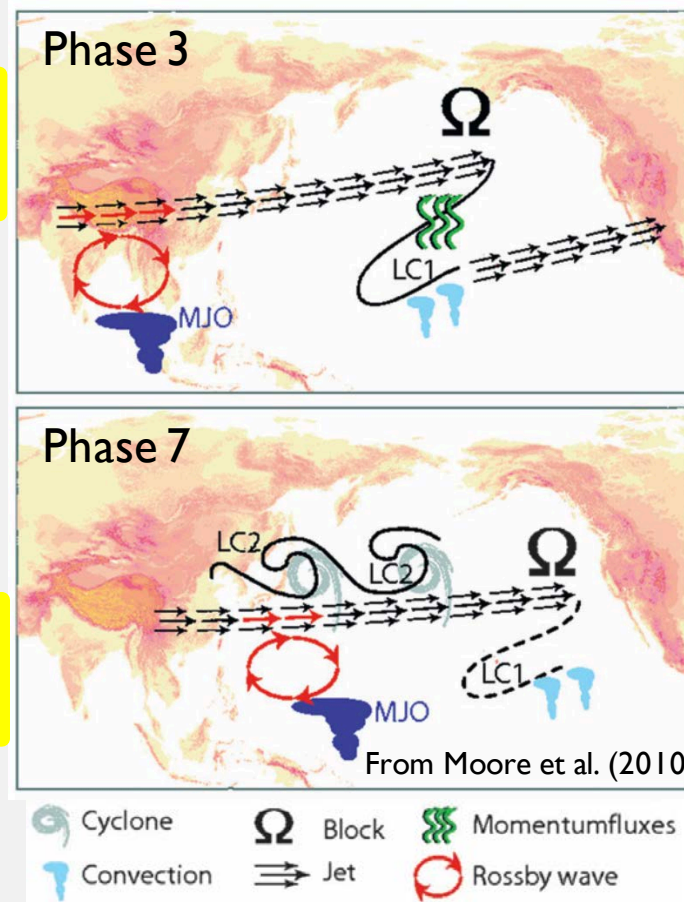 Phase 3
Ω
LC1
MJO
Phase 7
LC2
LC2
Ω
LC1
MJO
From Moore et al. (2010
Cyclone Ω Block Momentumfluxes
Convection Jet Rossby wave